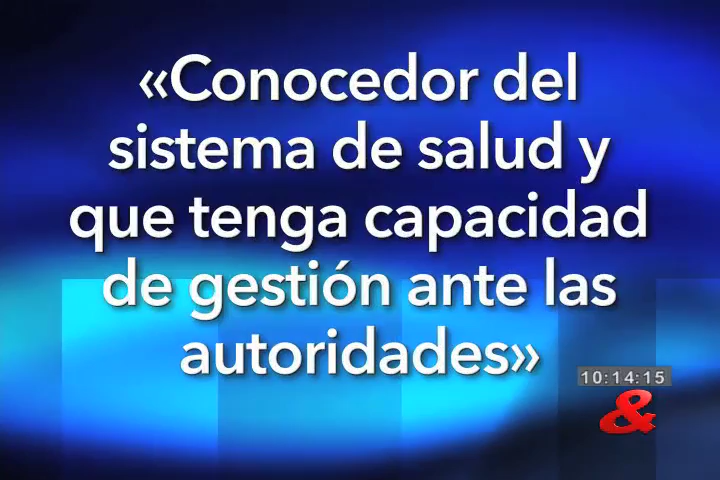 «Conocedor del
sistema de salud y
que tenga capacidad
de gestión ante las
autoridades»
10:14:15
&